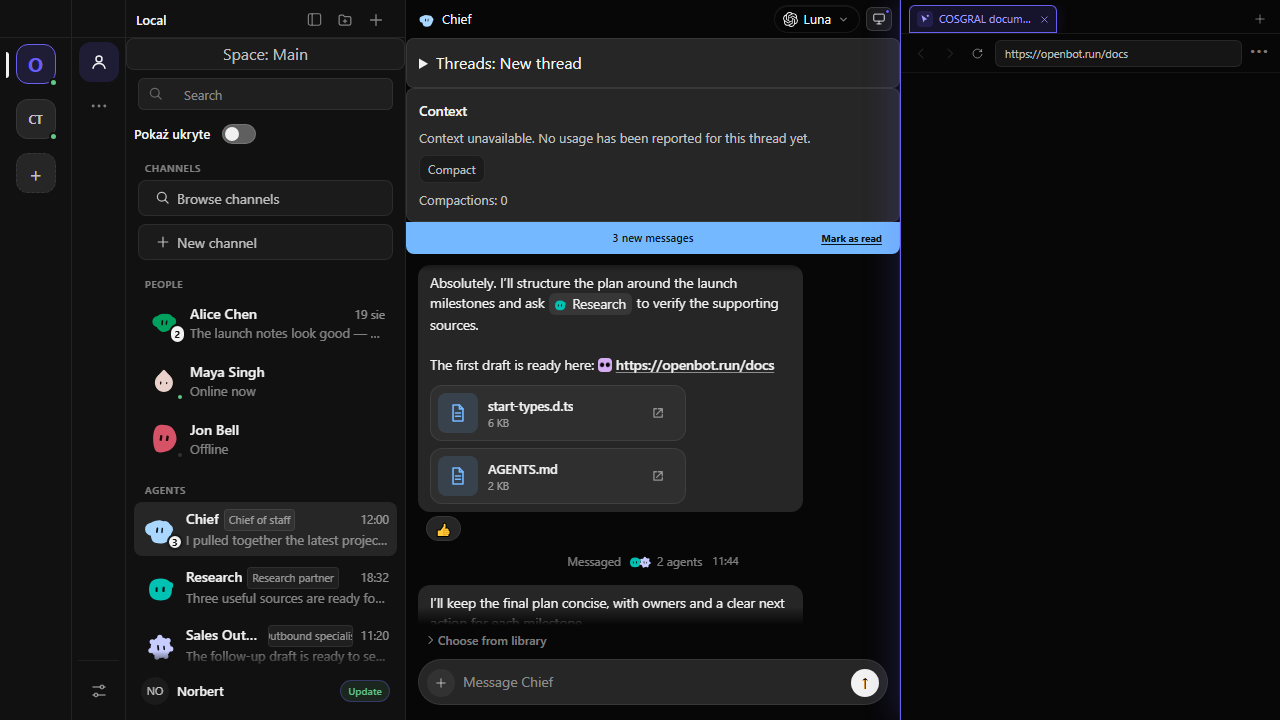 Local
Space: Main
O
CT
Search
Pokaż ukryte
CHANNELS
Browse channels
New channel
PEOPLE
Alice Chen
19 sie
The launch notes look good — ...
2
Maya Singh
Online now
Jon Bell
Offline
AGENTS
Chief
Chief of staff
12:00
I pulled together the latest projec...
3
Research
Research partner
18:32
Three useful sources are ready fo...
Sales Out...
11:20
The follow-up draft is ready to se...
NO
Norbert
Update
Chief
Luna
Threads: New thread
Context
Context unavailable. No usage has been reported for this thread yet.
Compact
Compactions: 0
3 new messages
Mark as read
Absolutely. I'll structure the plan around the launch
milestones and ask Research to verify the supporting
sources.
The first draft is ready here: https://openbot.run/docs
start-types.d.ts
6 KB
AGENTS.md
2 KB
Messaged 2 agents 11:44
I'll keep the final plan concise, with owners and a clear next
action for each milestone
Choose from library
Message Chief
COSGRAL docum...
https://openbot.run/docs